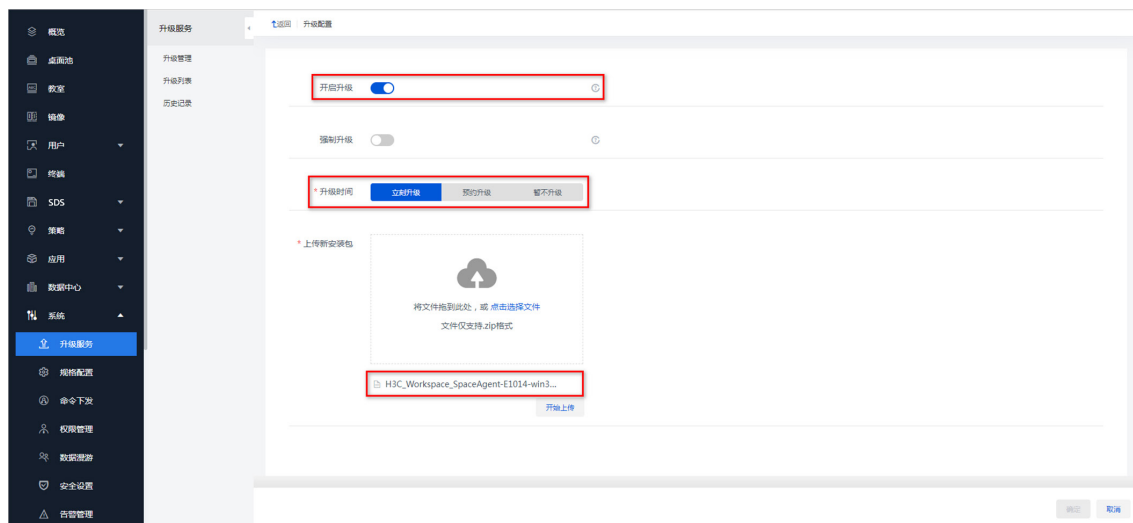 概览
桌面池
教室
镜像
用户
终端
SDS
策略
应用
数据中心
系统
升级服务
规格配置
命令下发
权限管理
数据漫游
安全设置
告警管理
升级服务
升级管理
升级列表
历史记录
返回 升级配置
开启升级
强制升级
* 升级时间 立刻升级 预约升级 暂不升级
* 上传新安装包
将文件拖到此处，或 点击选择文件
文件仅支持.zip格式
H3C_Workspace_SpaceAgent-E1014-win3...
开始上传
确定 取消